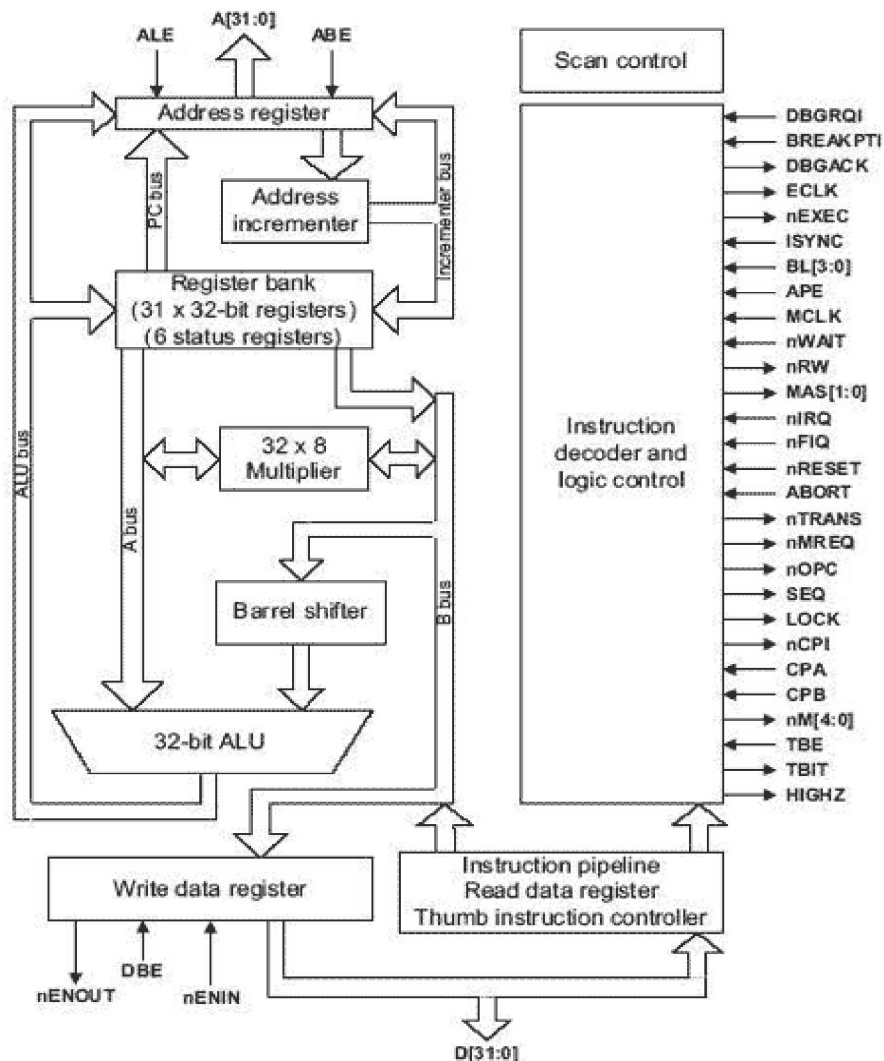 A[31:0]
ALE
ABE
Scan control
Address register
PC bus
Address
incrementer
Incrementer bus
Register bank
(31 x 32-bit registers)
(6 status registers)
ALU bus
A bus
32 x 8
Multiplier
B bus
Barrel shifter
32-bit ALU
Write data register
Instruction pipeline
Read data register
Thumb instruction controller
nENOUT
DBE
nENIN
D[31:0]
Instruction
decoder and
logic control
DBGRQI
BREAKPTI
DBGACK
ECLK
nEXEC
ISYNC
BL[3:0]
APE
MCLK
nWAIT
nRW
MAS[1:0]
nIRQ
nFIQ
nRESET
ABORT
nTRANS
nMREQ
nOPC
SEQ
LOCK
nCPI
CPA
CPB
nM[4:0]
TBE
TBIT
HIGHZ